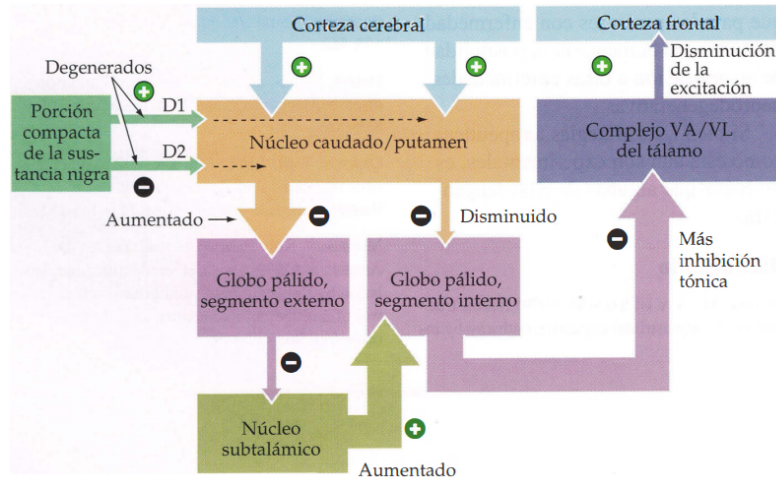 Corteza cerebral
Corteza frontal
Degenerados
D1
Disminución
de la
excitación
Porción
compacta
de la sus-
tancia nigra
D2
Núcleo caudado/putamen
Complejo VA/VL
del tálamo
Aumentado
Disminuido
Más
inhibición
tónica
Globo pálido,
segmento externo
Globo pálido,
segmento interno
Núcleo
subtalámico
Aumentado